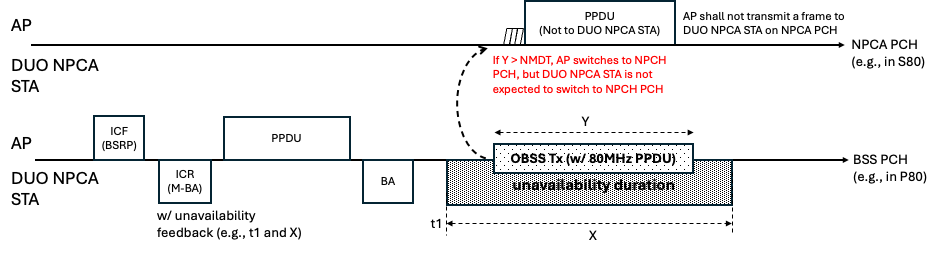 AP
PPDU
(Not to DUO NPCA STA)
AP shall not transmit a frame to
DUO NPCA STA on NPCA PCH
NPCA PCH
(e.g., in S80)
DUO NPCA
STA
If Y > NMDT, AP switches to NPCH
PCH, but DUO NPCA STA is not
expected to switch to NPCH PCH
Y
AP
ICF
(BSRP)
PPDU
OBSS Tx (w/ 80MHz PPDU)
BSS PCH
(e.g., in P80)
DUO NPCA
STA
ICR
(M-BA)
BA
unavailability duration
w/ unavailability
feedback (e.g., t1 and X)
t1
X